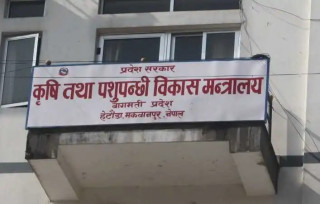 प्रदेश सरकार
कृषि तथा पशुपन्छी विकास मन्त्रालय
बागमती प्रदेश
हेटौंडा, मकवानपुर, नेपाल